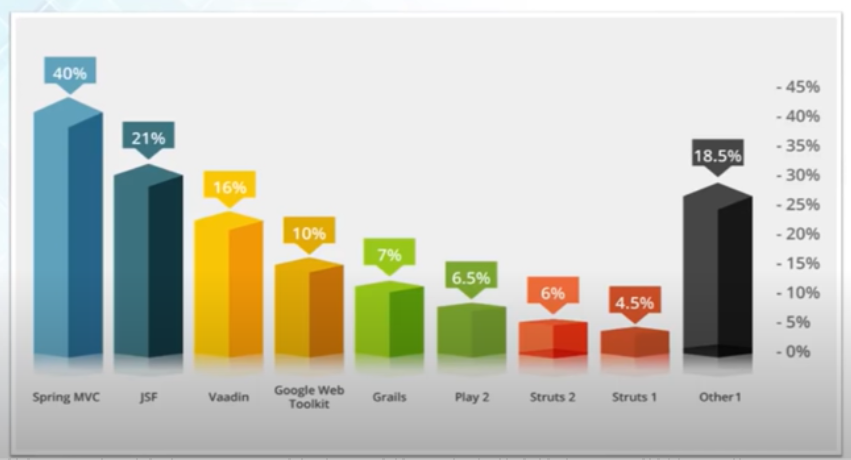 40%
21%
16%
10%
7%
6.5%
6%
4.5%
18.5%
- 45%
- 40%
- 35%
- 30%
- 25%
- 20%
- 15%
- 10%
- 5%
- 0%
Spring MVC
JSF
Vaadin
Google Web
Toolkit
Grails
Play 2
Struts 2
Struts 1
Other1